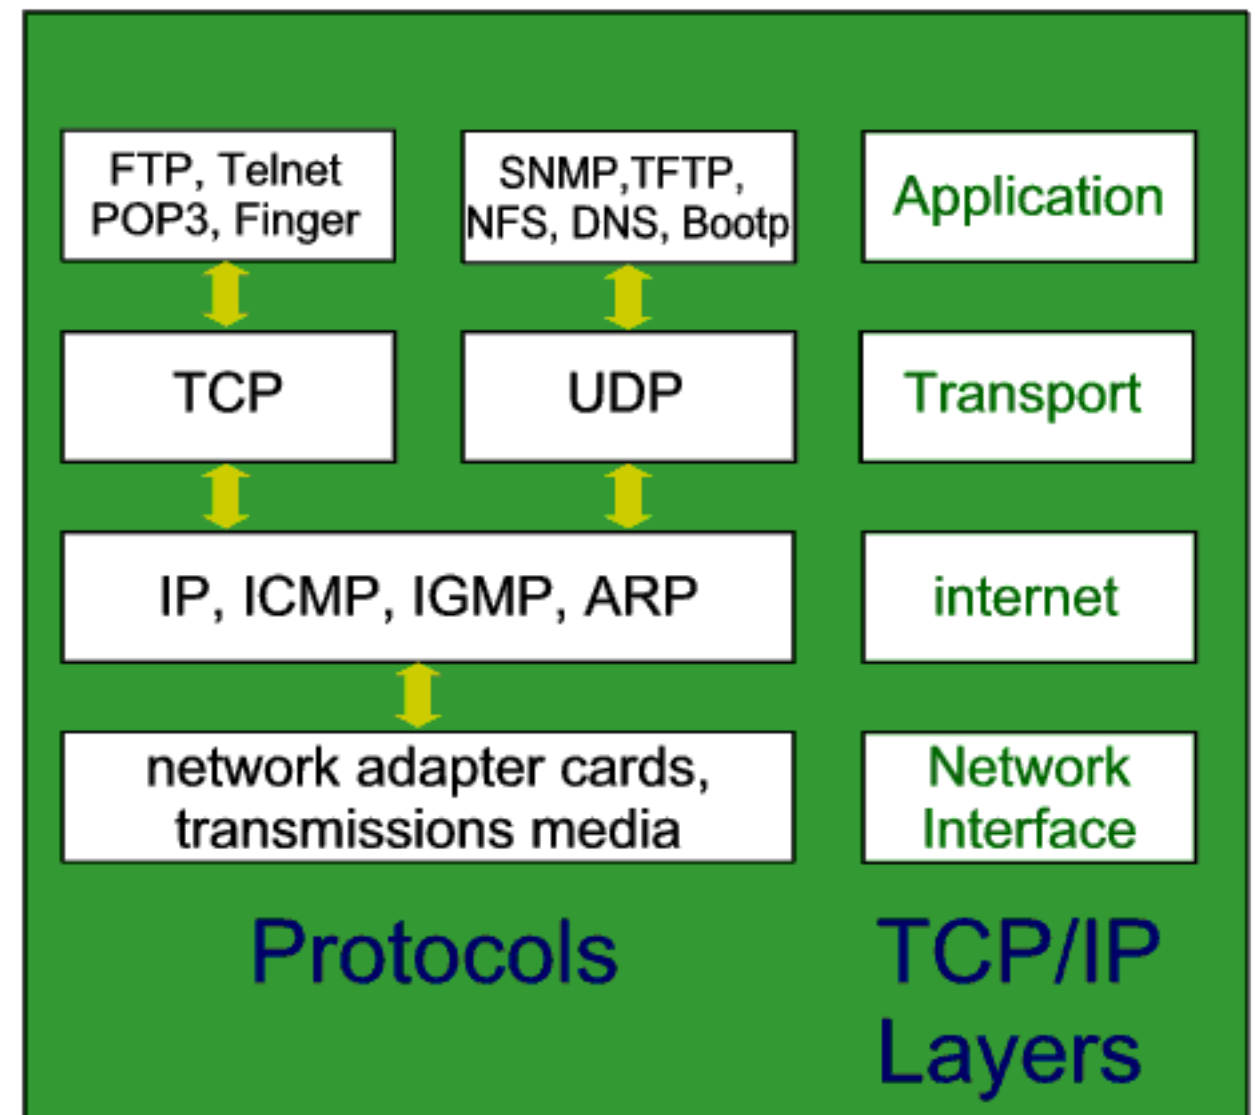 FTP, Telnet
POP3, Finger
SNMP,TFTP,
NFS, DNS, Bootp
Application
TCP
UDP
Transport
IP, ICMP, IGMP, ARP
internet
network adapter cards,
transmissions media
Network
Interface
Protocols
TCP/IP
Layers